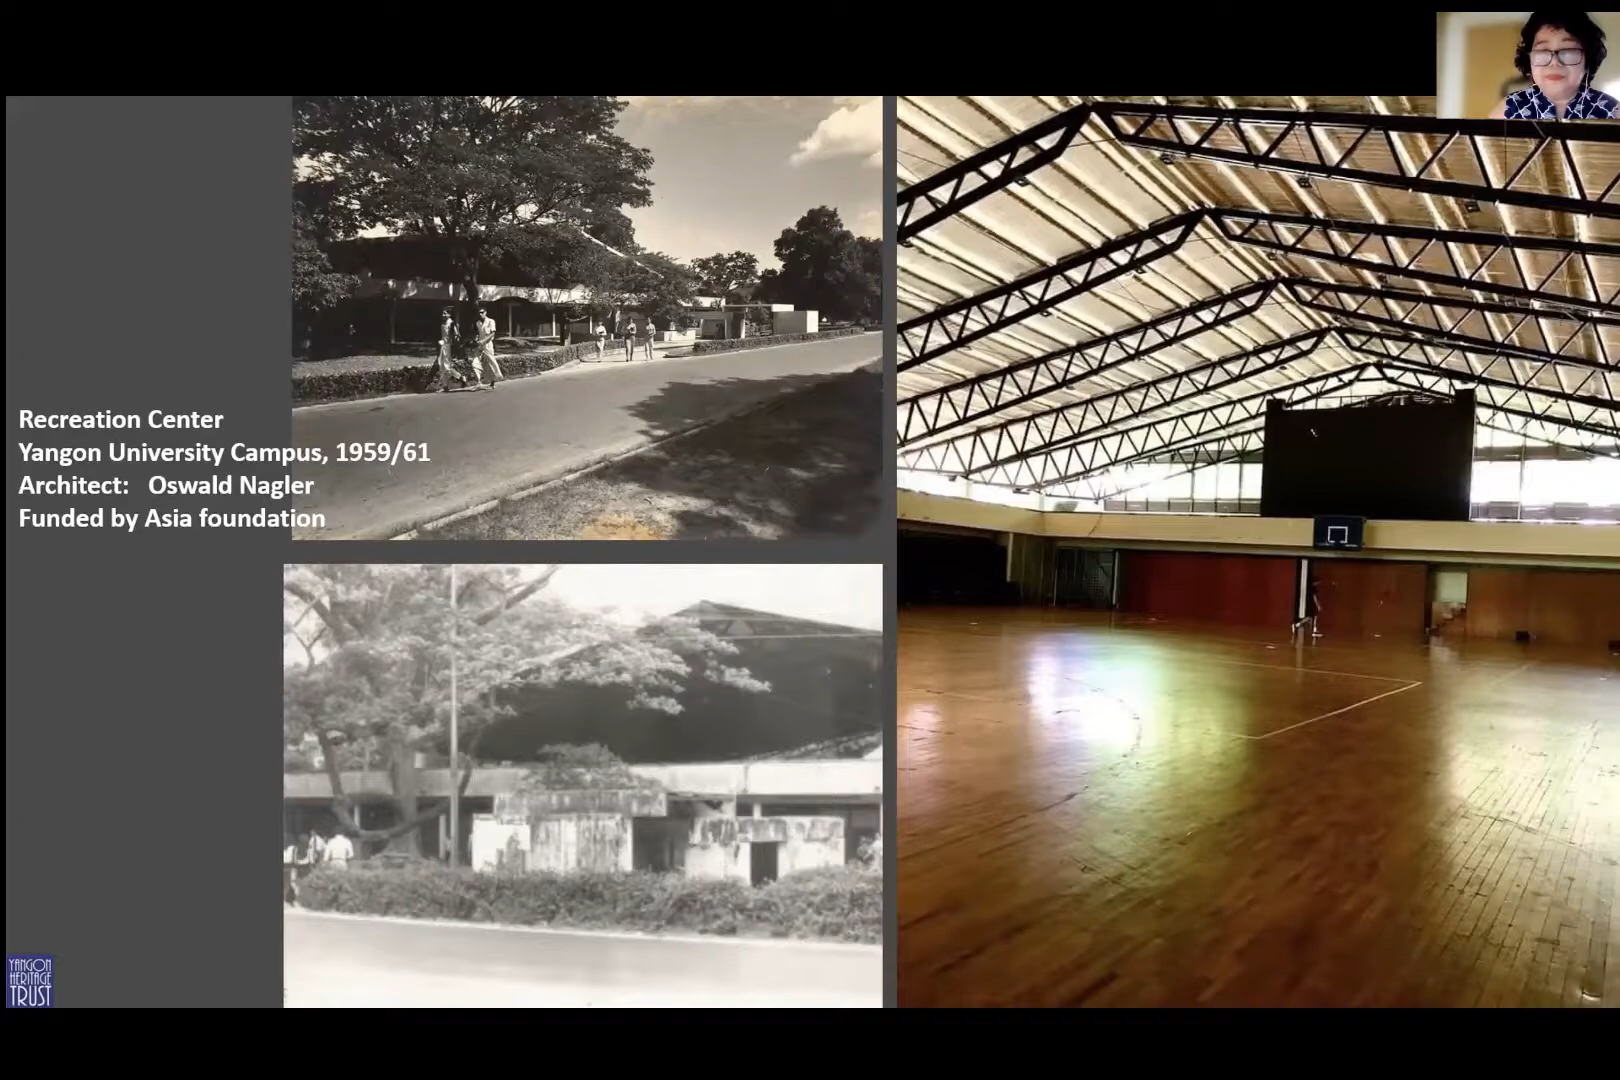 Recreation Center
Yangon University Campus, 1959/61
Architect: Oswald Nagler
Funded by Asia foundation
YANGON
HERITAGE
TRUST